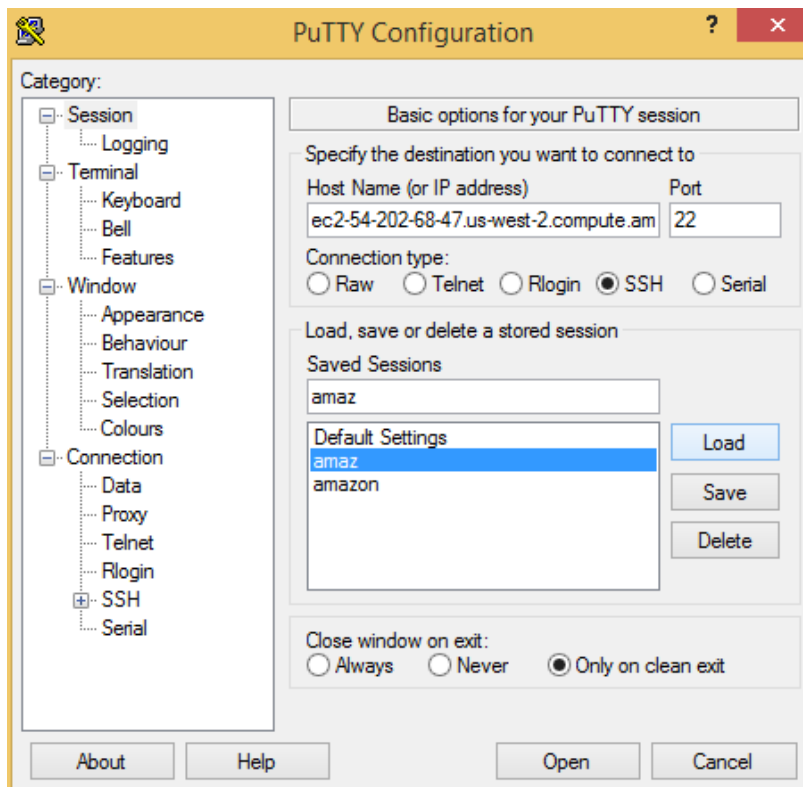 PuTTY Configuration
?
×
Category:
Session
Logging
Terminal
Keyboard
Bell
Features
Window
Appearance
Behaviour
Translation
Selection
Colours
Connection
Data
Proxy
Telnet
Rlogin
SSH
Serial
Basic options for your PuTTY session
Specify the destination you want to connect to
Host Name (or IP address) Port
ec2-54-202-68-47.us-west-2.compute.am 22
Connection type:
Raw Telnet Rlogin SSH Serial
Load, save or delete a stored session
Saved Sessions
amaz
Default Settings
amaz
amazon
Load
Save
Delete
Close window on exit:
Always Never Only on clean exit
About Help Open Cancel